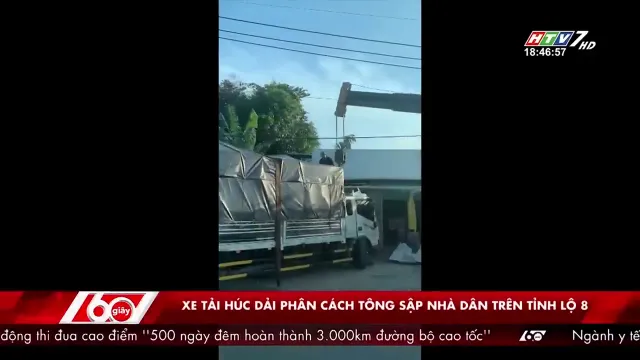 HTV7 HD
18:46:57
60 giây
XE TẢI HÚC DẢI PHÂN CÁCH TÔNG SẬP NHÀ DÂN TRÊN TỈNH LỘ 8
động thi đua cao điểm "500 ngày đêm hoàn thành 3.000km đường bộ cao tốc" 60 Ngành y tế